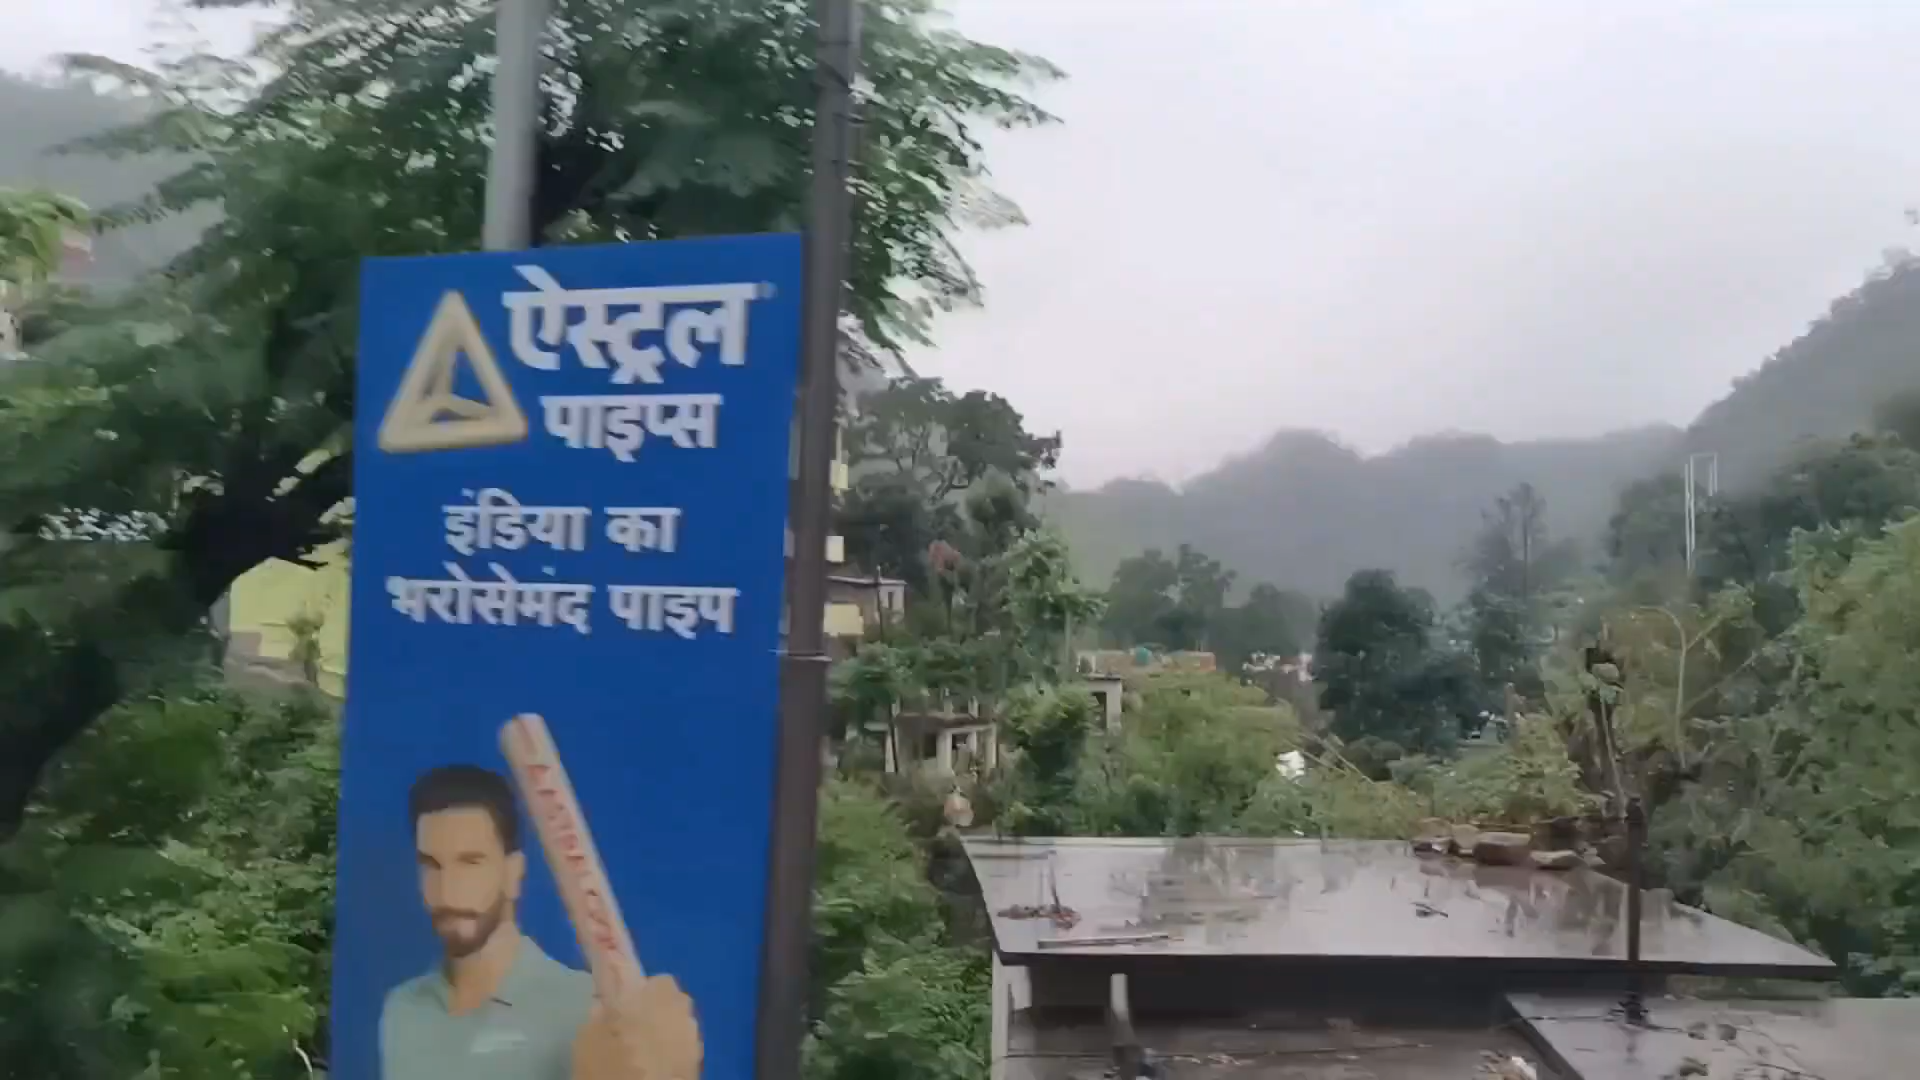 ऐस्ट्रल
पाइप्स
इंडिया का
भरोसेमंद पाइप